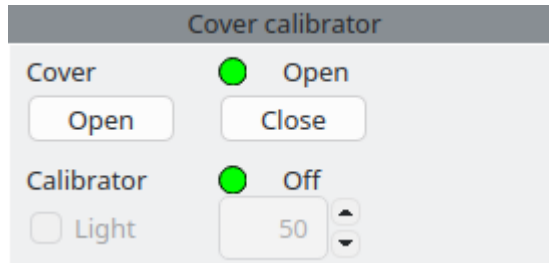 Cover calibrator
Cover Open
Open Close
Calibrator Off
Light 50